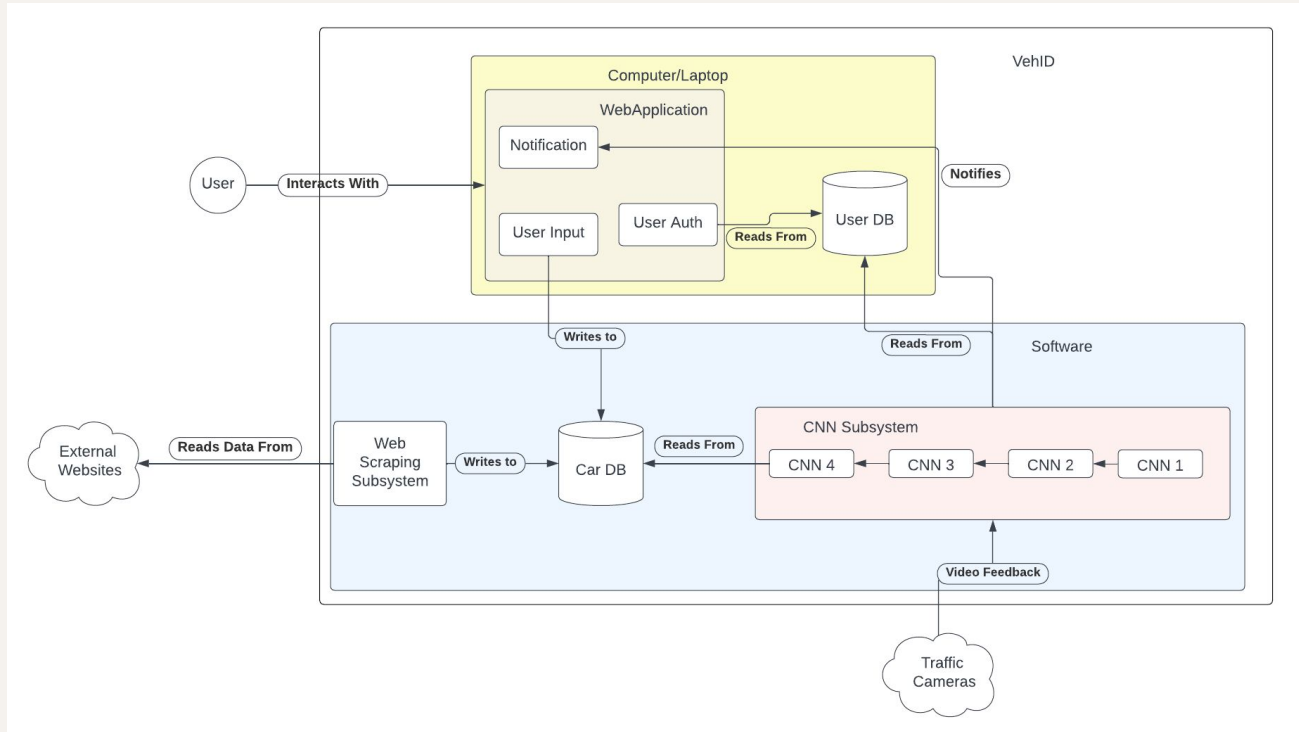 VehID
Computer/Laptop
WebApplication
Notification
Notifies
User
Interacts With
User Input
User Auth
Reads From
User DB
Writes to
Reads From
Software
External
Websites
Reads Data From
Web
Scraping
Subsystem
Writes to
Car DB
Reads From
CNN Subsystem
CNN 4
CNN 3
CNN 2
CNN 1
Video Feedback
Traffic
Cameras